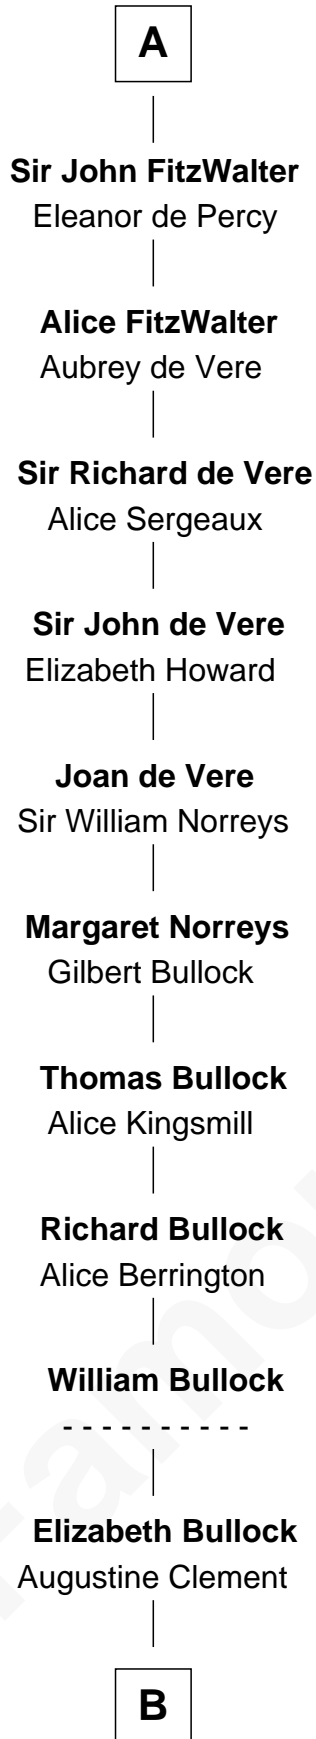 A
Sir John FitzWalter
Eleanor de Percy
Alice FitzWalter
Aubrey de Vere
Sir Richard de Vere
Alice Sergeaux
Sir John de Vere
Elizabeth Howard
Joan de Vere
Sir William Norreys
Margaret Norreys
Gilbert Bullock
Thomas Bullock
Alice Kingsmill
Richard Bullock
Alice Berrington
William Bullock
- - - - - - - - - -
Elizabeth Bullock
Augustine Clement
B